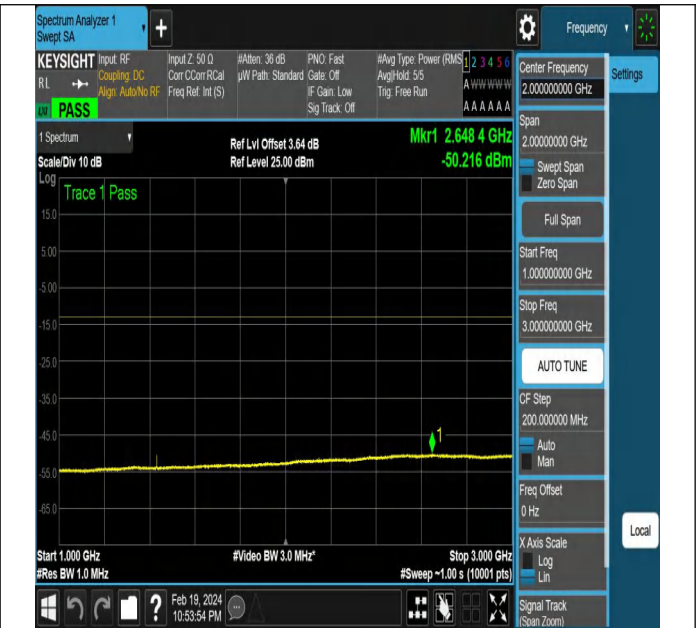 Spectrum Analyzer 1
Swept SA
Frequency
KEYSIGHT
RL
LXI
PASS
Input: RF
Coupling: DC
Align: Auto/No RF
Input Z: 50 Ω
Corr CCorr RCal
Freq Ref: Int (S)
#Atten: 36 dB
µW Path: Standard
PNO: Fast
Gate: Off
IF Gain: Low
Sig Track: Off
#Avg Type: Power (RMS
Avg|Hold: 5/5
Trig: Free Run
1 2 3 4 5 6
A W W W W W
A A A A A A
1 Spectrum
Scale/Div 10 dB
Ref Lvl Offset 3.64 dB
Ref Level 25.00 dBm
Mkr1 2.648 4 GHz
-50.216 dBm
Log
Trace 1 Pass
15.0
5.00
-5.00
-15.0
-25.0
-35.0
-45.0
-55.0
-65.0
1
Start 1.000 GHz
#Res BW 1.0 MHz
#Video BW 3.0 MHz*
Stop 3.000 GHz
#Sweep ~1.00 s (10001 pts)
?
Feb 19, 2024
10:53:54 PM
Center Frequency
2.000000000 GHz
Settings
Span
2.00000000 GHz
Swept Span
Zero Span
Full Span
Start Freq
1.000000000 GHz
Stop Freq
3.000000000 GHz
AUTO TUNE
CF Step
200.000000 MHz
Auto
Man
Freq Offset
0 Hz
X Axis Scale
Log
Lin
Local
Signal Track
(Span Zoom)